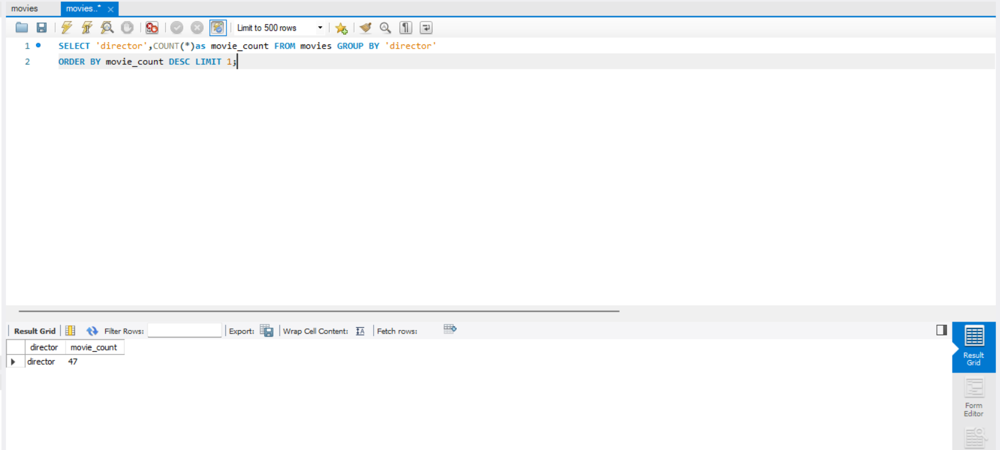 movies movies..*
Limit to 500 rows
1 SELECT 'director',COUNT(*)as movie_count FROM movies GROUP BY 'director'
2 ORDER BY movie_count DESC LIMIT 1;
Result Grid Filter Rows: Export: Wrap Cell Content: Fetch rows:
director movie_count
director 47
Result
Grid
Form
Editor